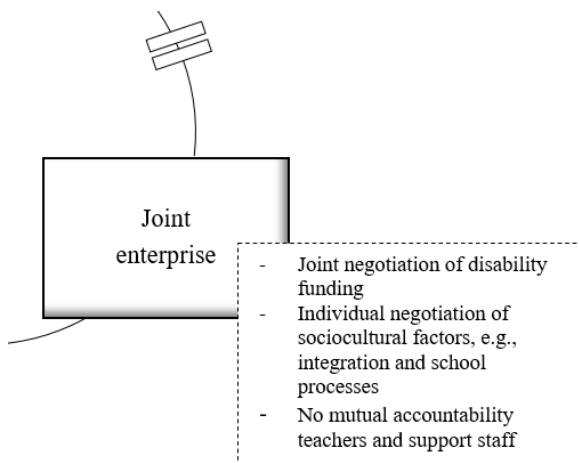 Joint
enterprise
- Joint negotiation of disability
funding
- Individual negotiation of
sociocultural factors, e.g.,
integration and school
processes
- No mutual accountability
teachers and support staff